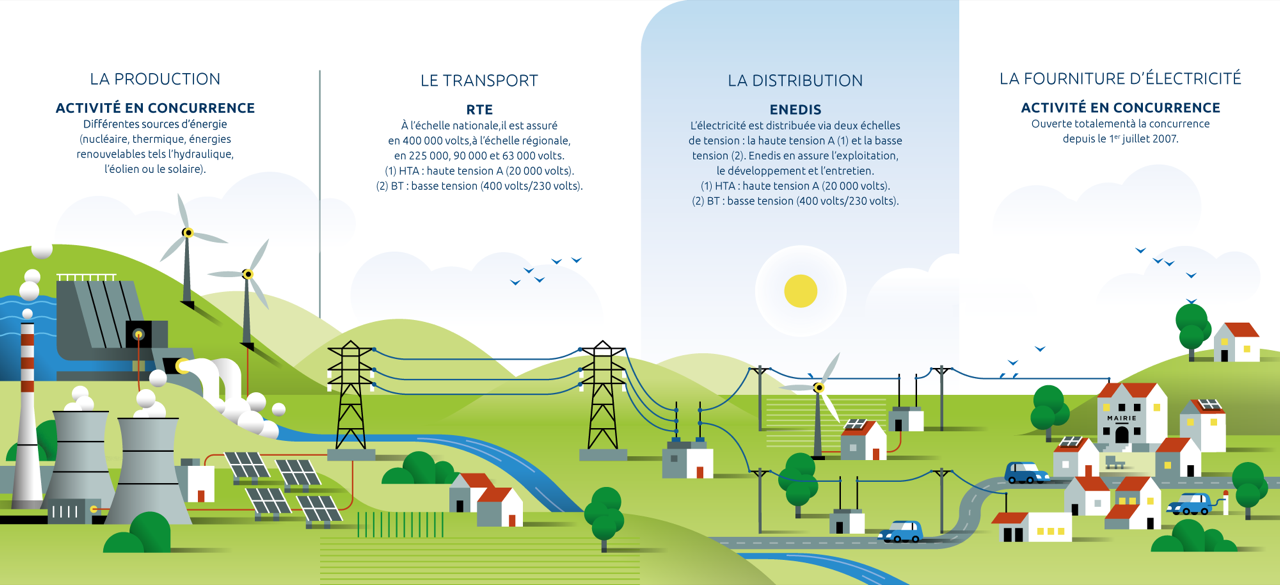 LA PRODUCTION
ACTIVITÉ EN CONCURRENCE
Différentes sources d'énergie
(nucléaire, thermique, énergies
renouvelables tels l'hydraulique,
l'éolien ou le solaire).
LE TRANSPORT
RTE
À l'échelle nationale,il est assuré
en 400 000 volts,à l'échelle régionale,
en 225 000, 90 000 et 63 000 volts.
(1) HTA : haute tension A (20 000 volts).
(2) BT : basse tension (400 volts/230 volts).
LA DISTRIBUTION
ENEDIS
L'électricité est distribuée via deux échelles
de tension : la haute tension A (1) et la basse
tension (2). Enedis en assure l'exploitation,
le développement et l'entretien.
(1) HTA : haute tension A (20 000 volts).
(2) BT : basse tension (400 volts/230 volts).
LA FOURNITURE D'ÉLECTRICITÉ
ACTIVITÉ EN CONCURRENCE
Ouverte totalementà la concurrence
depuis le 1er juillet 2007.
MAIRIE